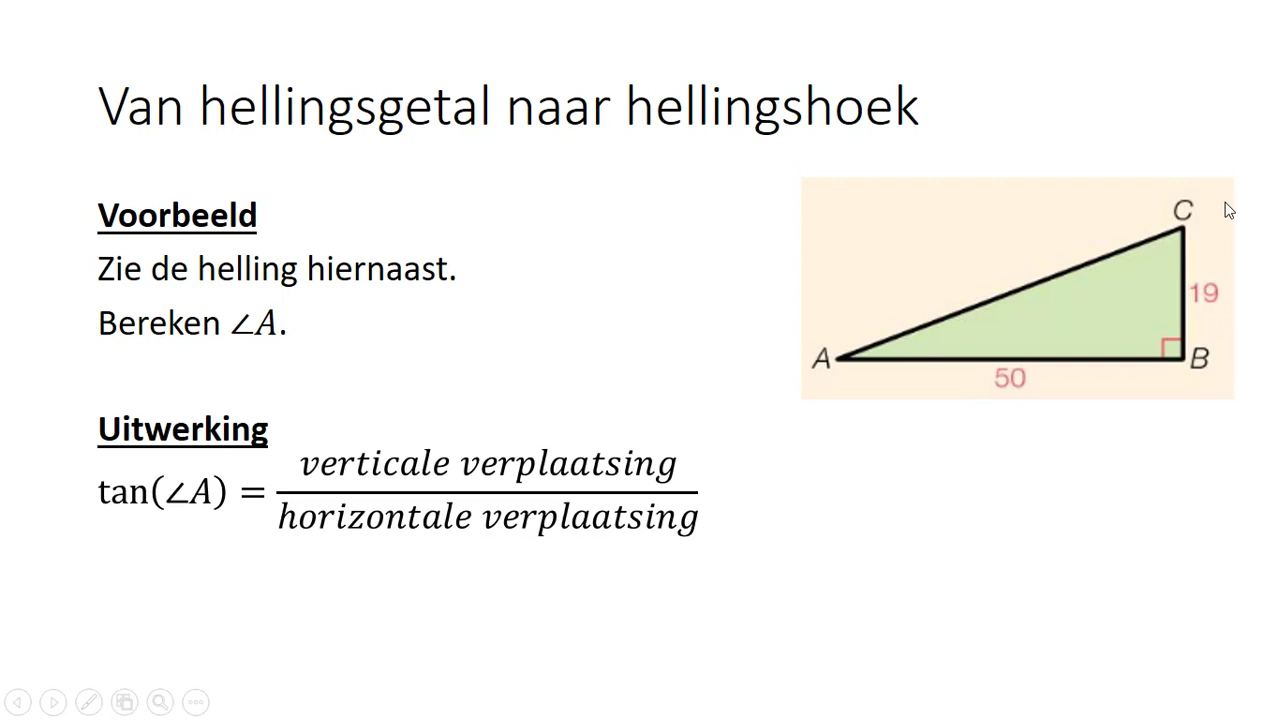 Van hellingsgetal naar hellingshoek
Voorbeeld
Zie de helling hiernaast.
Bereken ∠A.
Uitwerking
tan(∠A) = verticale verplaatsing / horizontale verplaatsing
C
19
A
B
50